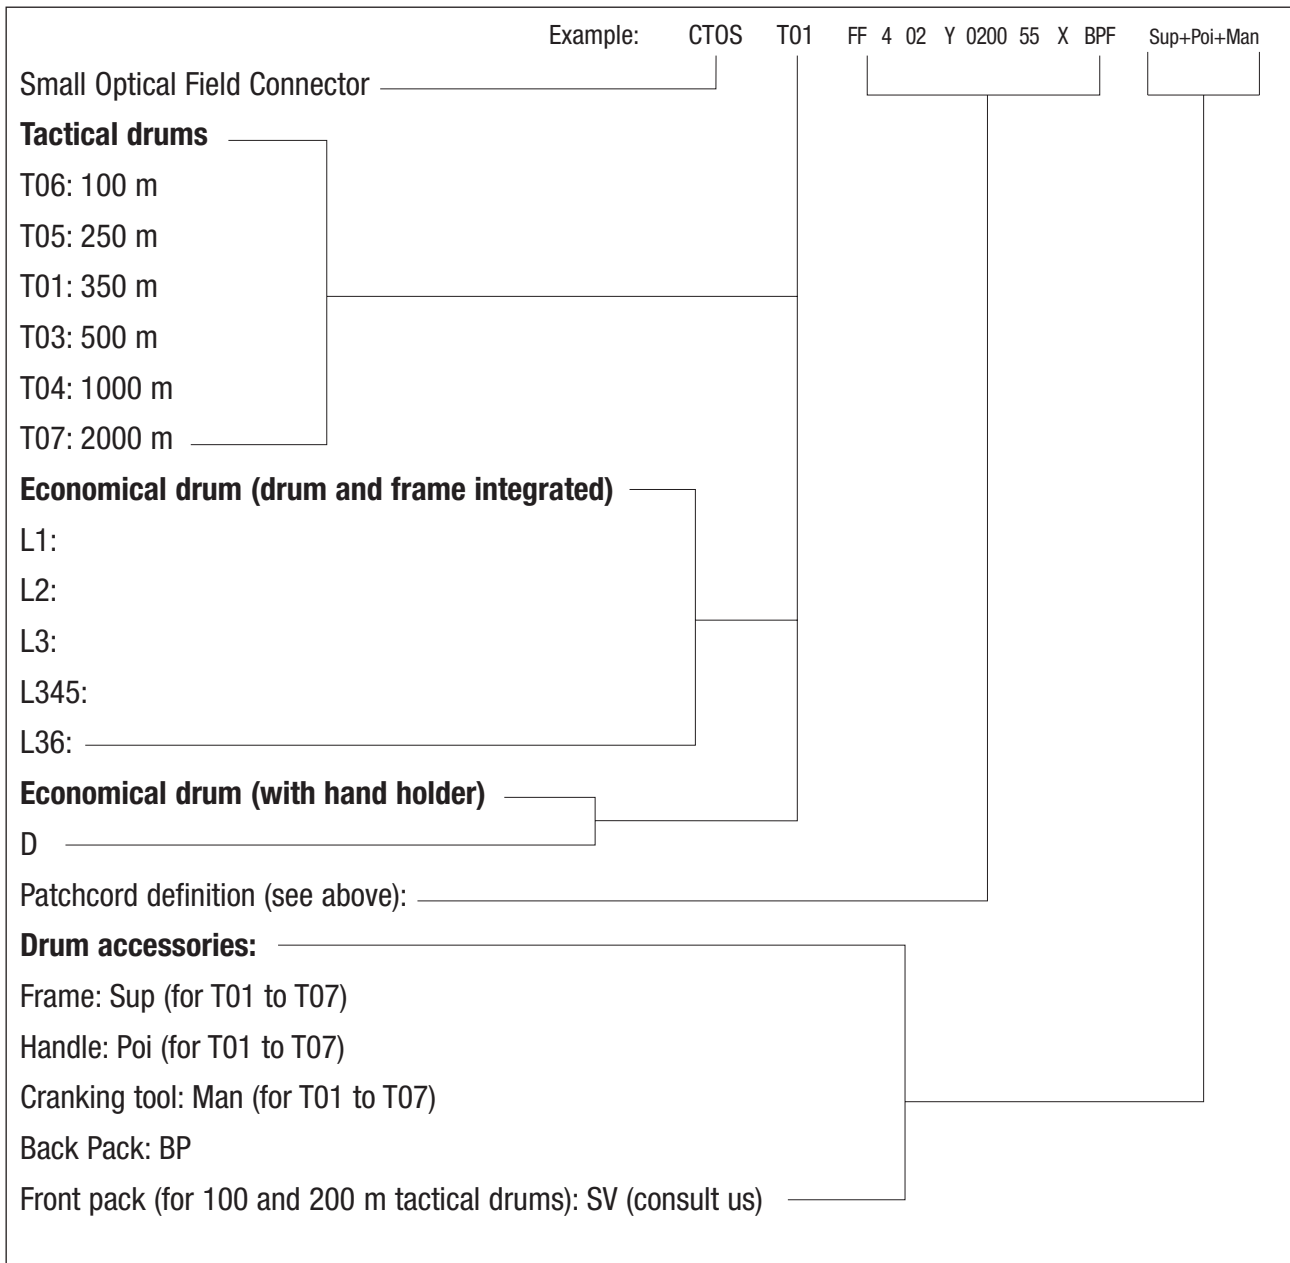 Example: CTOS T01 FF 4 02 Y 0200 55 X BPF Sup+Poi+Man
Small Optical Field Connector
Tactical drums
T06: 100 m
T05: 250 m
T01: 350 m
T03: 500 m
T04: 1000 m
T07: 2000 m
Economical drum (drum and frame integrated)
L1:
L2:
L3:
L345:
L36:
Economical drum (with hand holder)
D
Patchcord definition (see above):
Drum accessories:
Frame: Sup (for T01 to T07)
Handle: Poi (for T01 to T07)
Cranking tool: Man (for T01 to T07)
Back Pack: BP
Front pack (for 100 and 200 m tactical drums): SV (consult us)